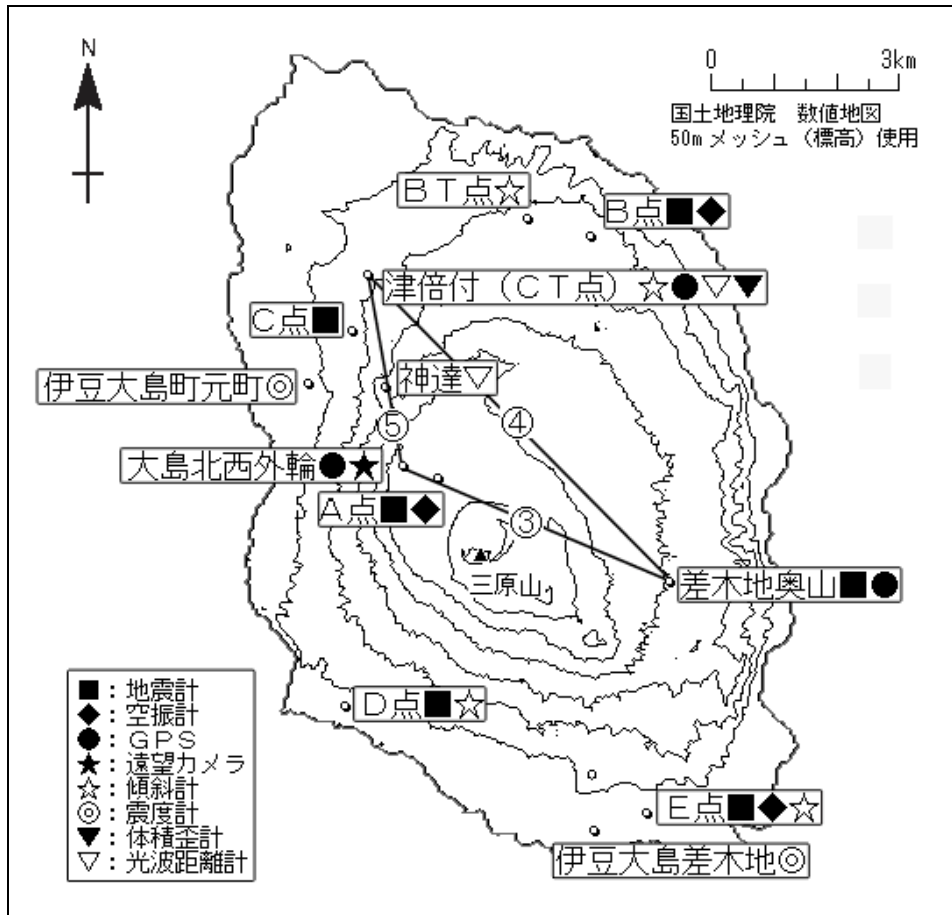 N
0 3km
国土地理院 数値地図
50mメッシュ（標高）使用
BT点☆
B点■◆
津倍付（CT点）☆●▽▼
C点■
神達▽
伊豆大島町元町◎
⑤
④
大島北西外輪●★
A点■◆
③
三原山
差木地奥山■●
D点■☆
E点■◆☆
伊豆大島差木地◎
■：地震計
◆：空振計
●：GPS
★：遠望カメラ
☆：傾斜計
◎：震度計
▼：体積歪計
▽：光波距離計